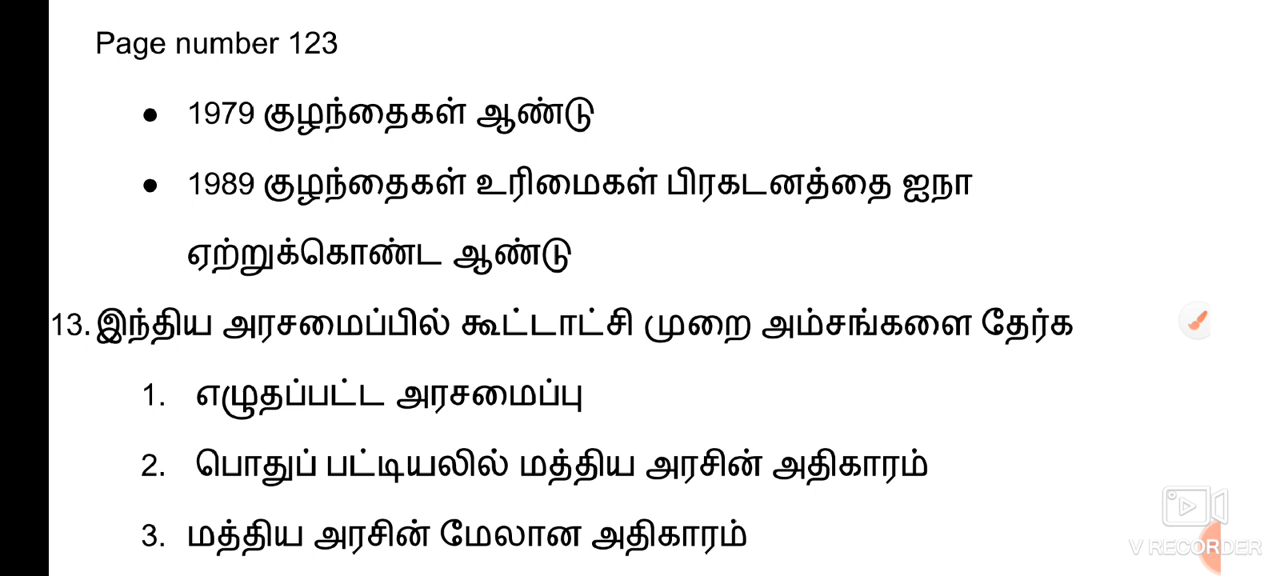 Page number 123
● 1979 குழந்தைகள் ஆண்டு
● 1989 குழந்தைகள் உரிமைகள் பிரகடனத்தை ஐநா
ஏற்றுக்கொண்ட ஆண்டு
13. இந்திய அரசமைப்பில் கூட்டாட்சி முறை அம்சங்களை தேர்க
1. எழுதப்பட்ட அரசமைப்பு
2. பொதுப் பட்டியலில் மத்திய அரசின் அதிகாரம்
3. மத்திய அரசின் மேலான அதிகாரம்
V RECORDER